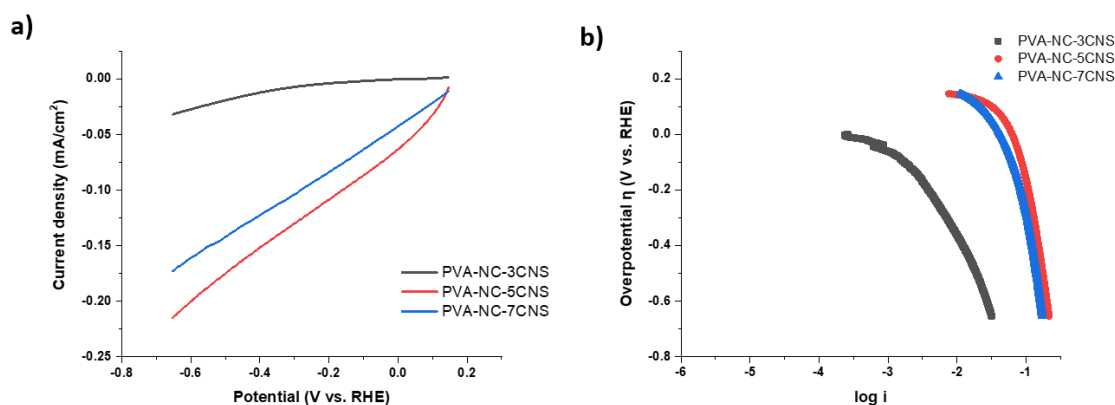 a)
0.00
-0.05
-0.10
-0.15
-0.20
-0.25
Current density (mA/cm²)
-0.8
-0.6
-0.4
-0.2
0.0
0.2
Potential (V vs. RHE)
PVA-NC-3CNS
PVA-NC-5CNS
PVA-NC-7CNS
b)
PVA-NC-3CNS
PVA-NC-5CNS
PVA-NC-7CNS
0.2
0.0
-0.2
-0.4
-0.6
-0.8
Overpotential η (V vs. RHE)
-6
-5
-4
-3
-2
-1
log i